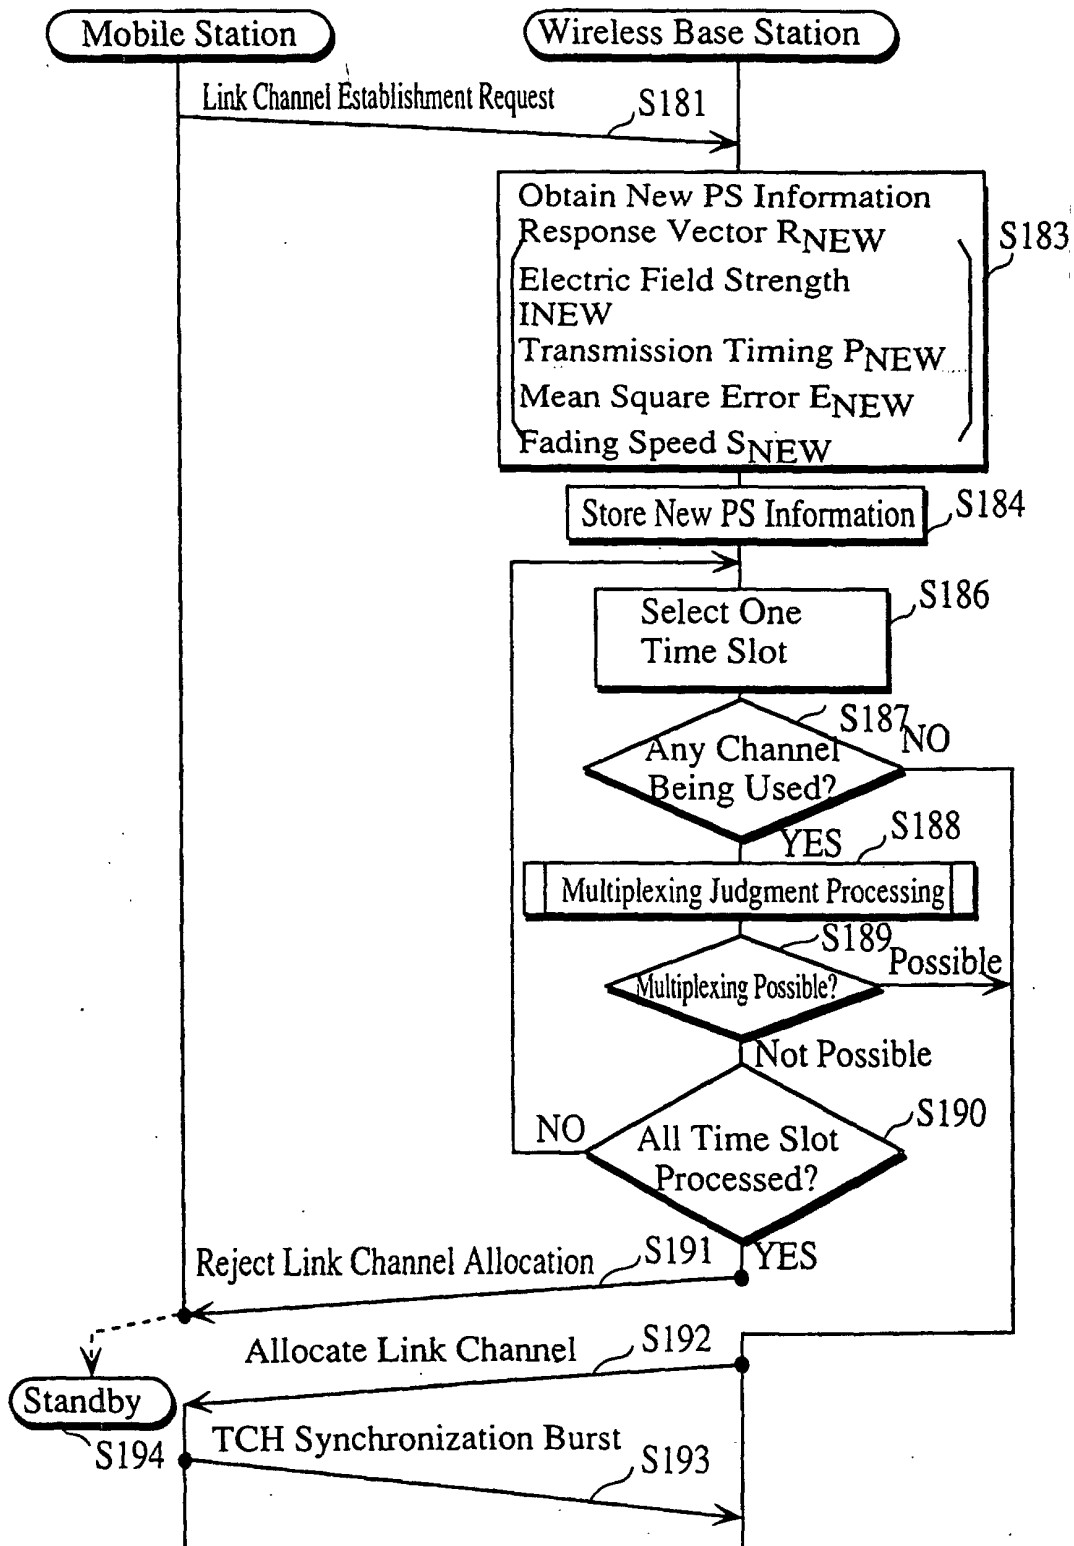 Mobile Station
Wireless Base Station
Link Channel Establishment Request
S181
Obtain New PS Information
Response Vector RNEW
S183
Electric Field Strength
INEW
Transmission Timing PNEW
Mean Square Error ENEW
Fading Speed SNEW
Store New PS Information
S184
Select One
Time Slot
S186
S187
NO
Any Channel
Being Used?
YES
S188
Multiplexing Judgment Processing
S189
Possible
Multiplexing Possible?
Not Possible
S190
NO
All Time Slot
Processed?
YES
S191
Reject Link Channel Allocation
S192
Allocate Link Channel
Standby
S194
TCH Synchronization Burst
S193